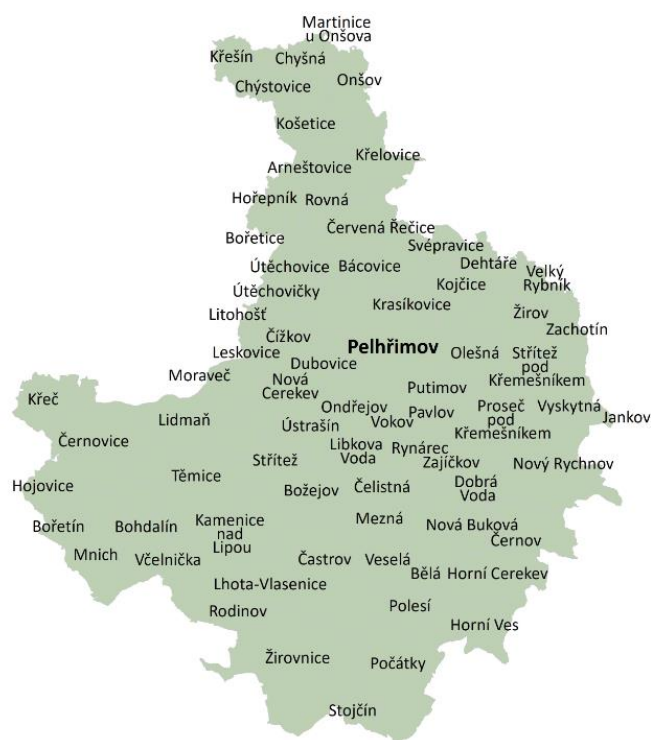 Martinice
u Onšova
Křešín
Chyšná
Onšov
Chýstovice
Košetice
Křelovice
Arneštovice
Hořepník
Rovná
Červená Řečice
Bořetice
Svépravice
Útěchovice
Bácovice
Dehtáře
Velký
Rybník
Kojčice
Útěchovičky
Krasíkovice
Litohošť
Žirov
Zachotín
Čížkov
Pelhřimov
Leskovice
Olešná
Střítež
pod
Křemešníkem
Dubovice
Moraveč
Nová
Cerekev
Putimov
Křeč
Lidmaň
Ondřejov
Pavlov
Proseč
pod
Křemešníkem
Vyskytná
Jankov
Ústrašín
Vokov
Černovice
Libkova
Voda
Rynárec
Střítež
Zajíčkov
Nový Rychnov
Těmice
Hojovice
Božejov
Čelistná
Dobrá
Voda
Bořetín
Bohdalín
Kamenice
nad
Lipou
Mezná
Nová Buková
Černov
Mnich
Včelnička
Častrov
Veselá
Bělá
Horní Cerekev
Lhota-Vlasenice
Rodinov
Polesí
Horní Ves
Žirovnice
Počátky
Stojčín